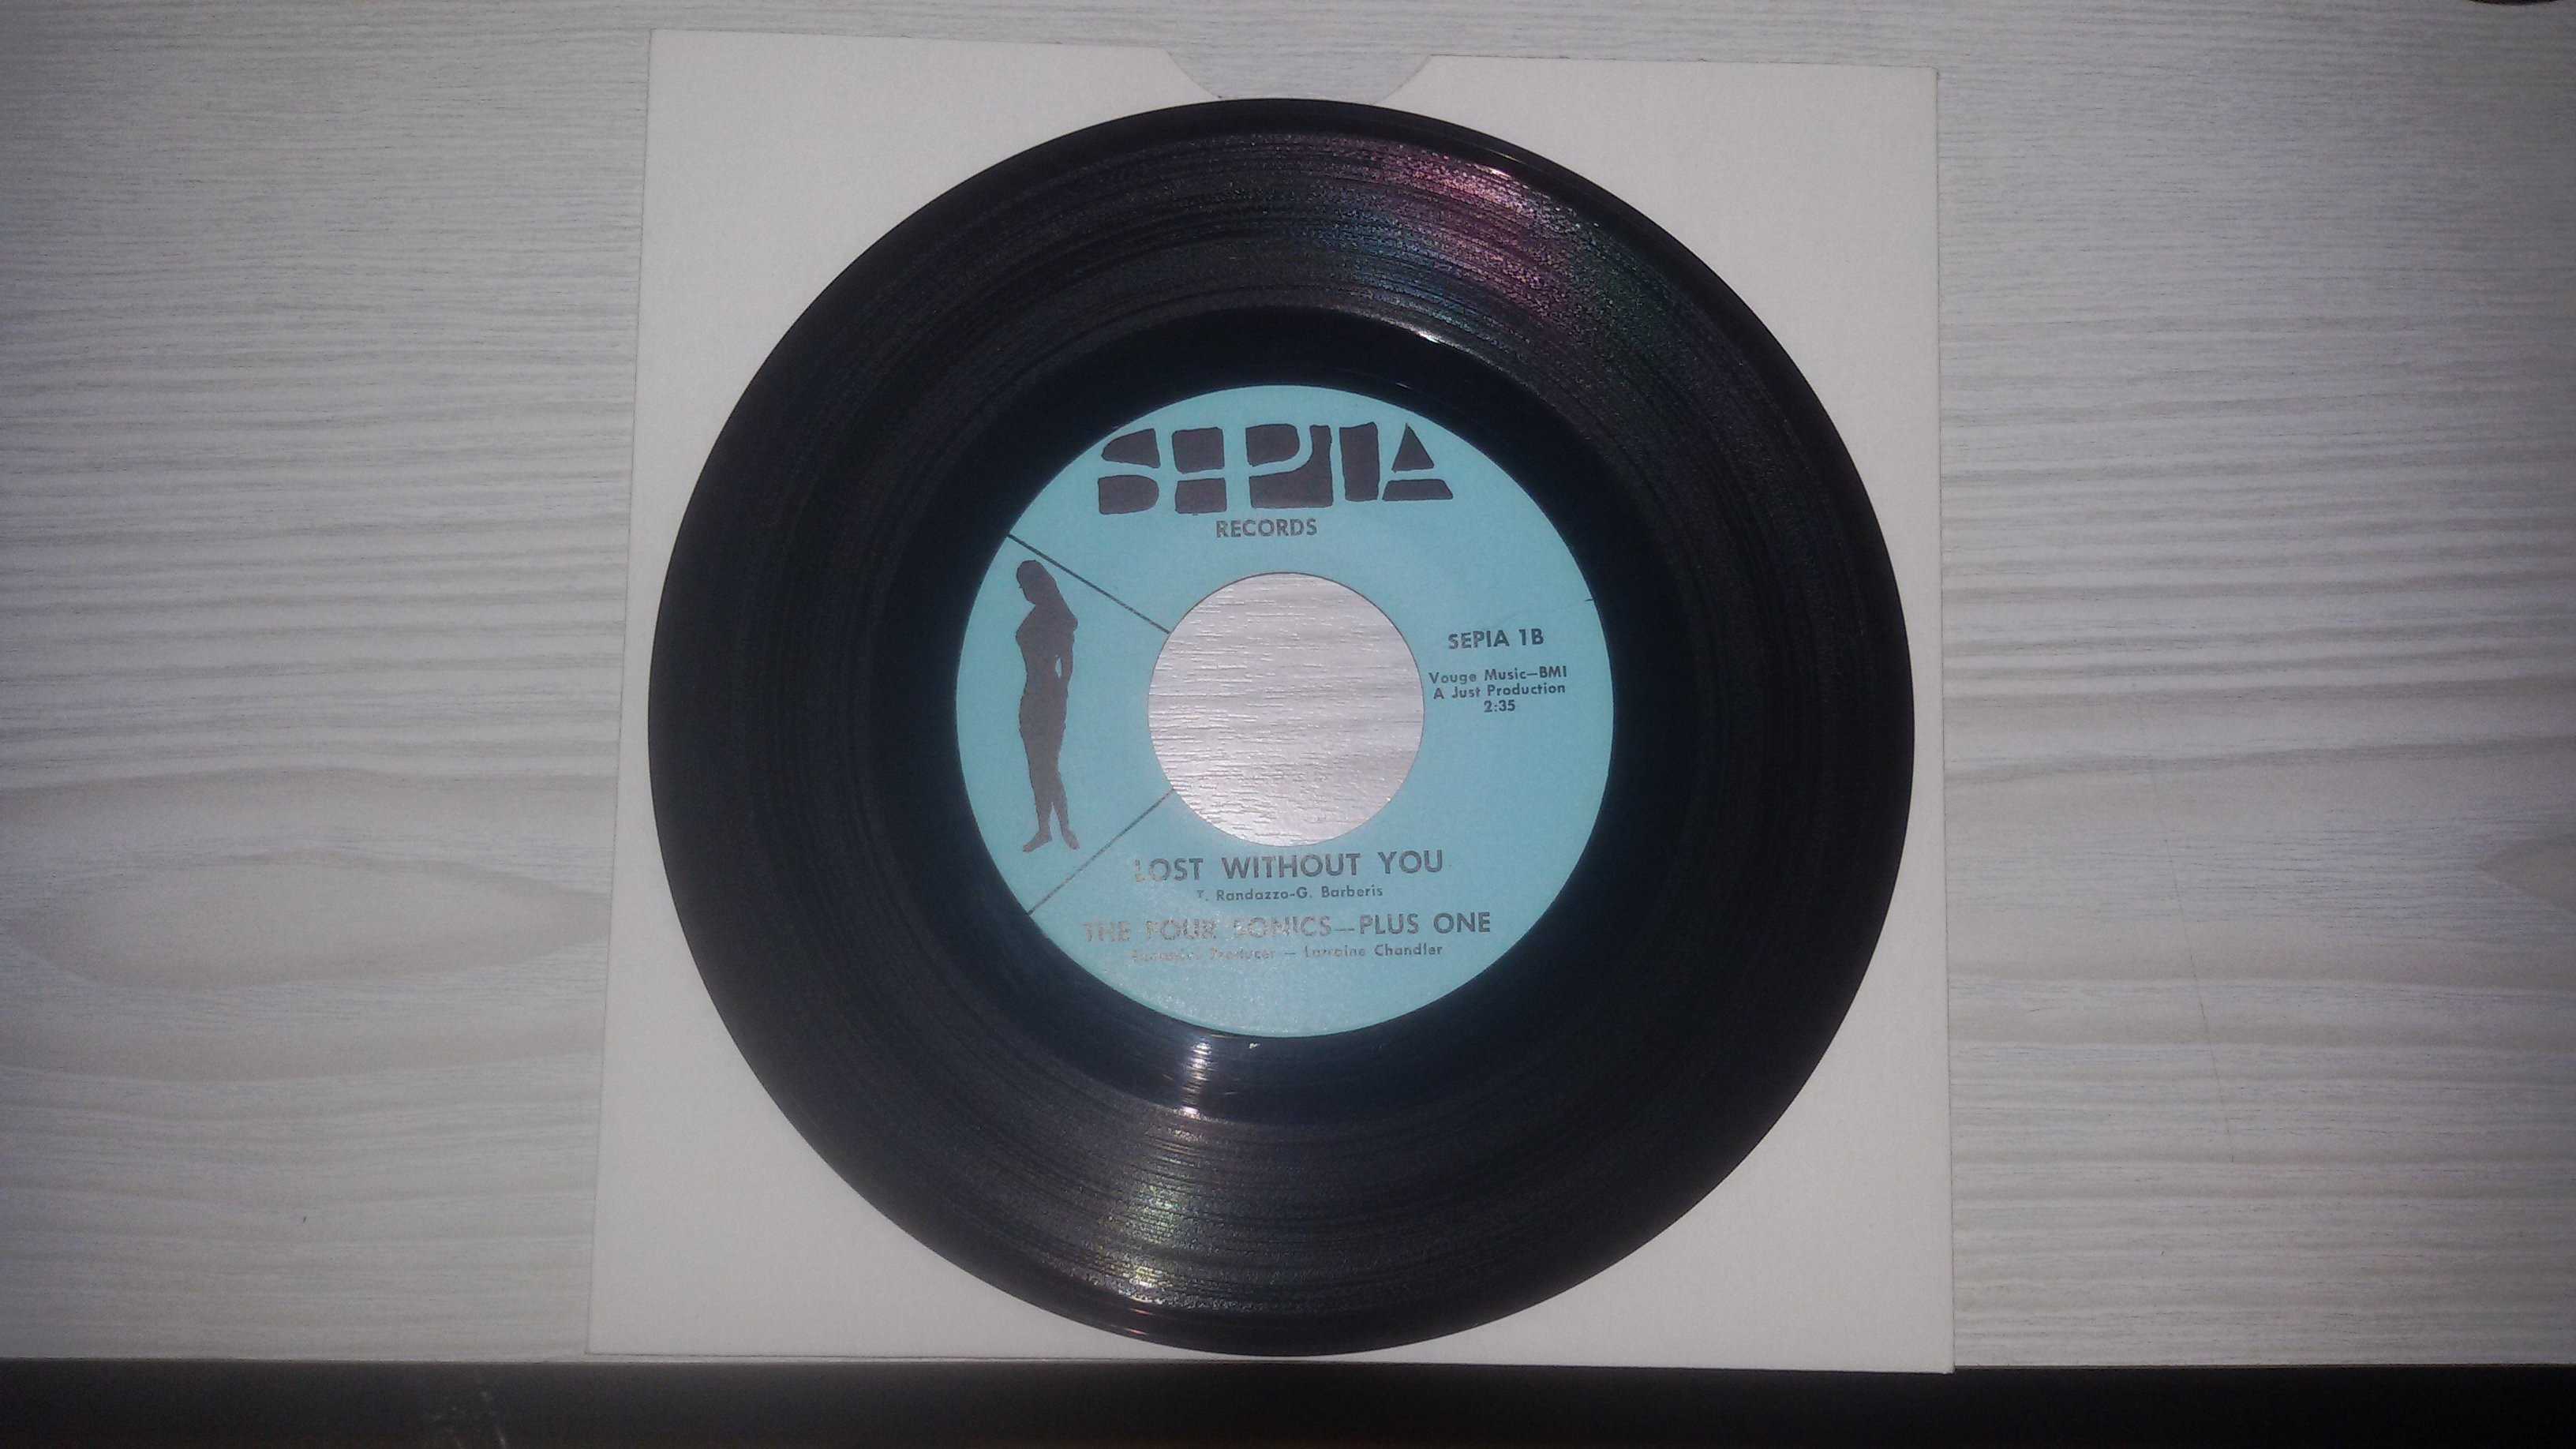 SEPIA
RECORDS
SEPIA 1B
Vouge Music—BMI
A Just Production
2:35
LOST WITHOUT YOU
T. Randazzo-G. Barberis
THE FOUR SONICS—PLUS ONE
Executive Producer — Lorraine Chandler